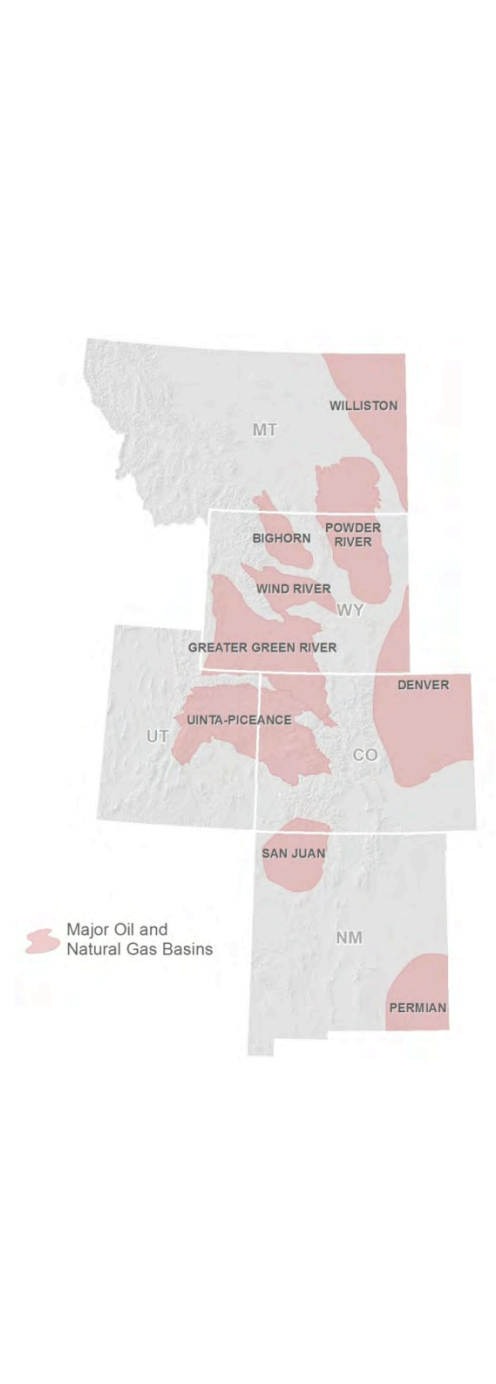 WILLISTON
MT
POWDER
RIVER
BIGHORN
WIND RIVER
WY
GREATER GREEN RIVER
DENVER
UINTA-PICEANCE
UT
CO
SAN JUAN
Major Oil and
Natural Gas Basins
NM
PERMIAN